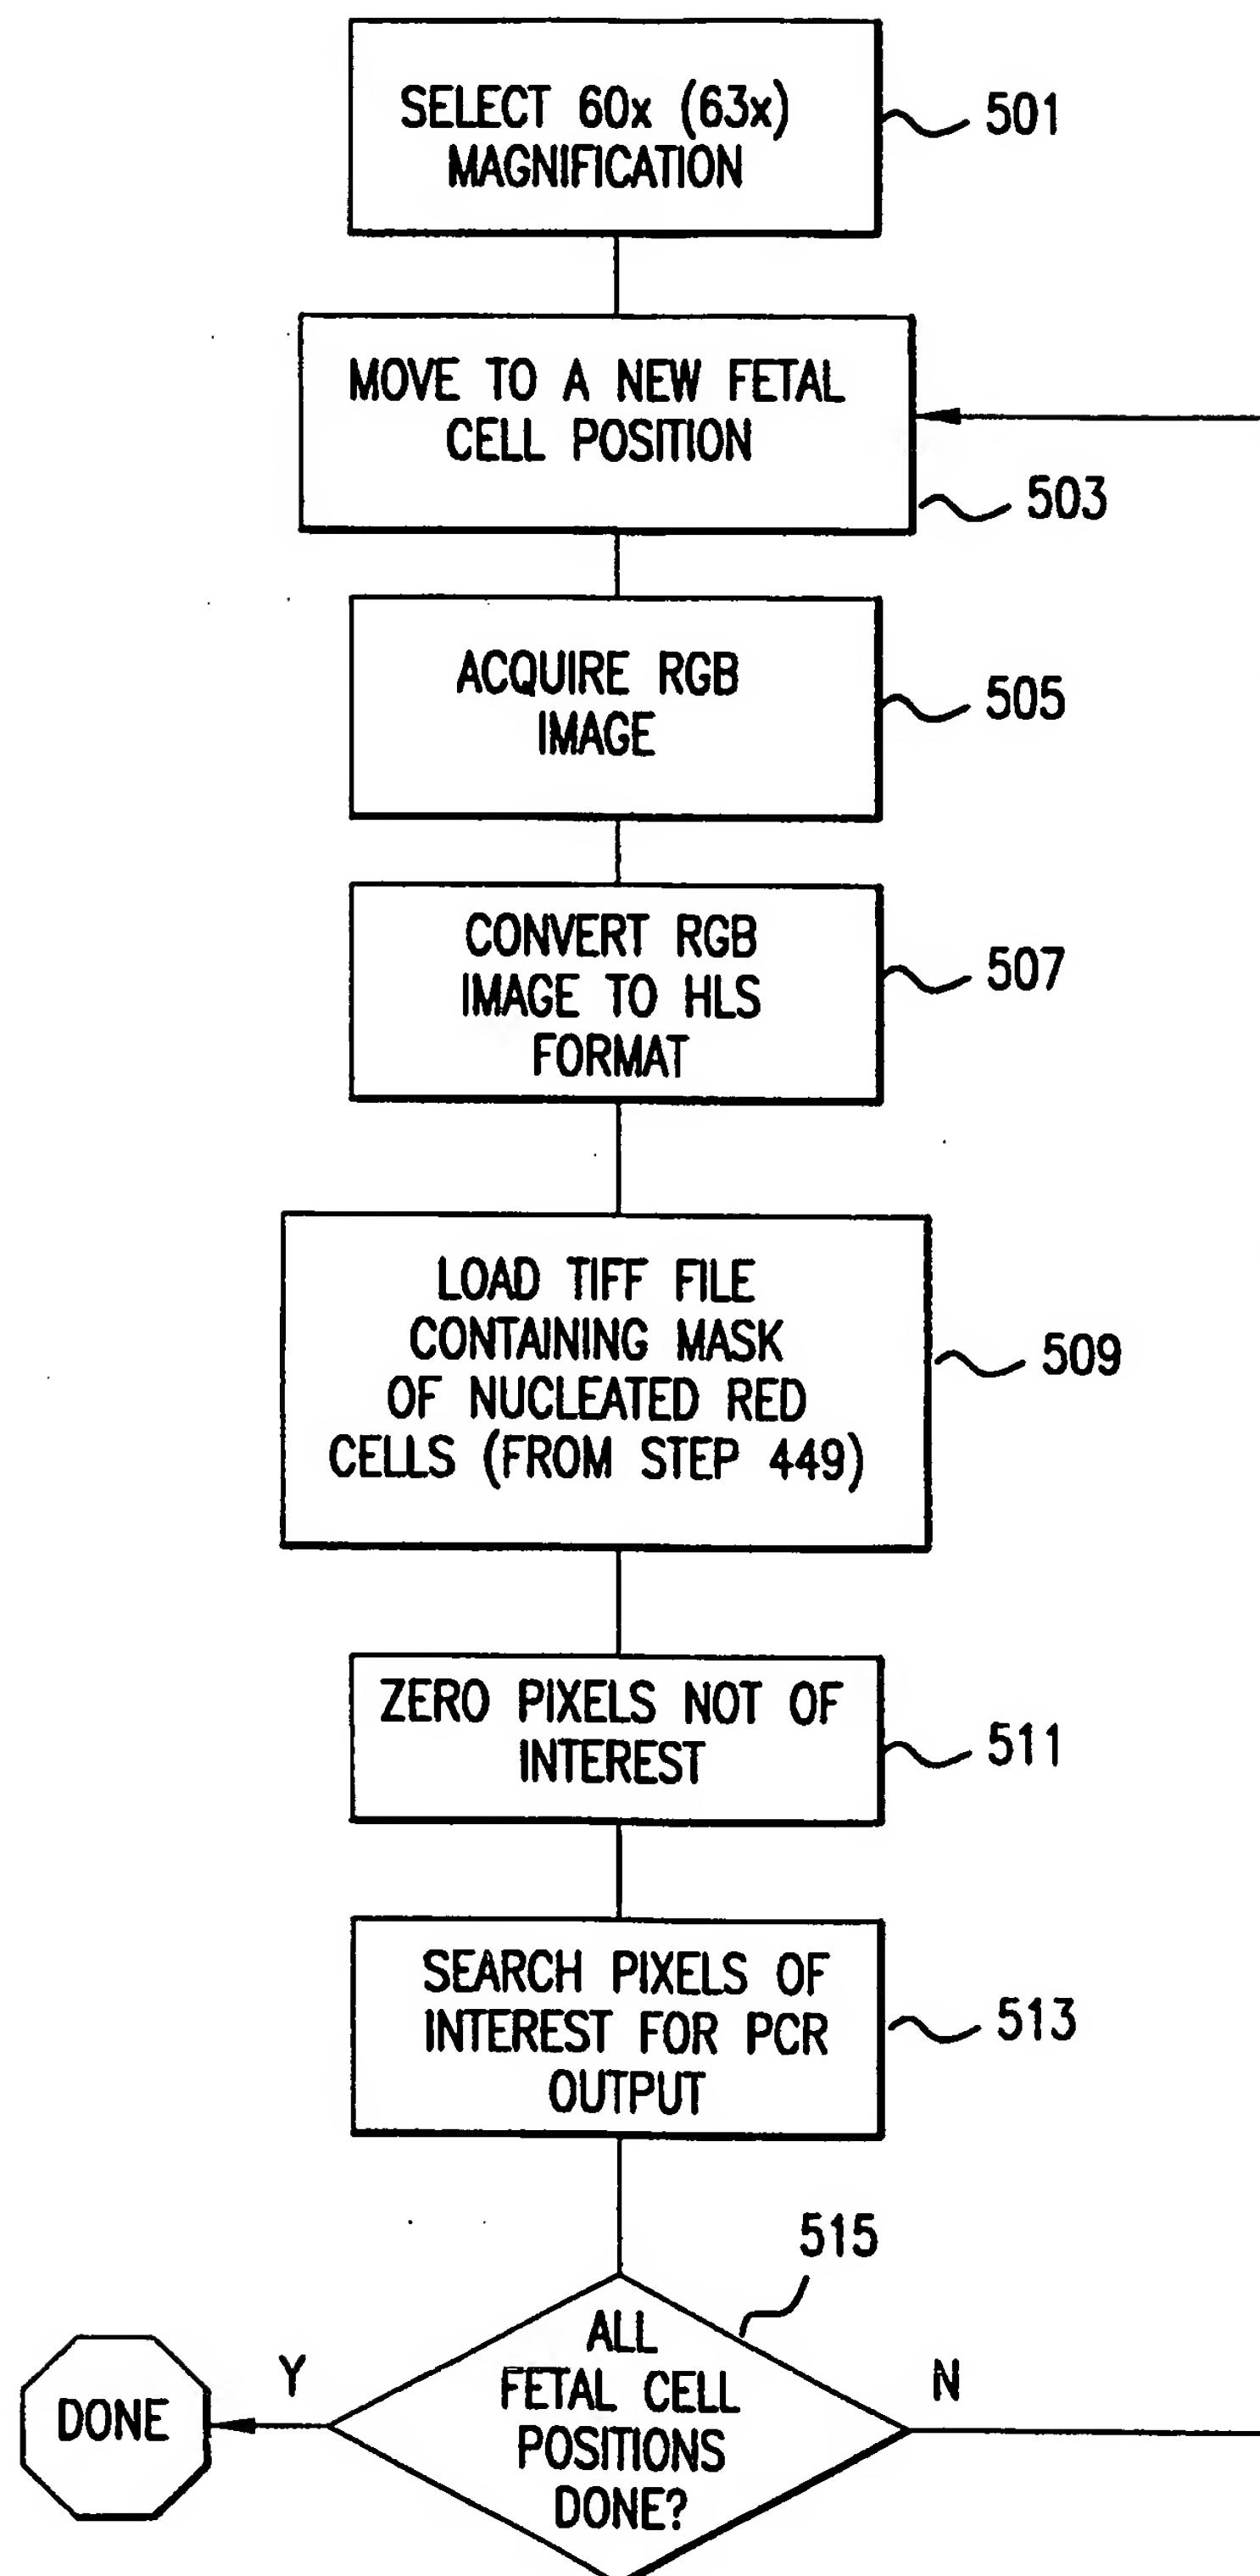 SELECT 60x (63x)
MAGNIFICATION
501
MOVE TO A NEW FETAL
CELL POSITION
503
ACQUIRE RGB
IMAGE
505
CONVERT RGB
IMAGE TO HLS
FORMAT
507
LOAD TIFF FILE
CONTAINING MASK
OF NUCLEATED RED
CELLS (FROM STEP 449)
509
ZERO PIXELS NOT OF
INTEREST
511
SEARCH PIXELS OF
INTEREST FOR PCR
OUTPUT
513
515
ALL
FETAL CELL
POSITIONS
DONE?
Y
N
DONE